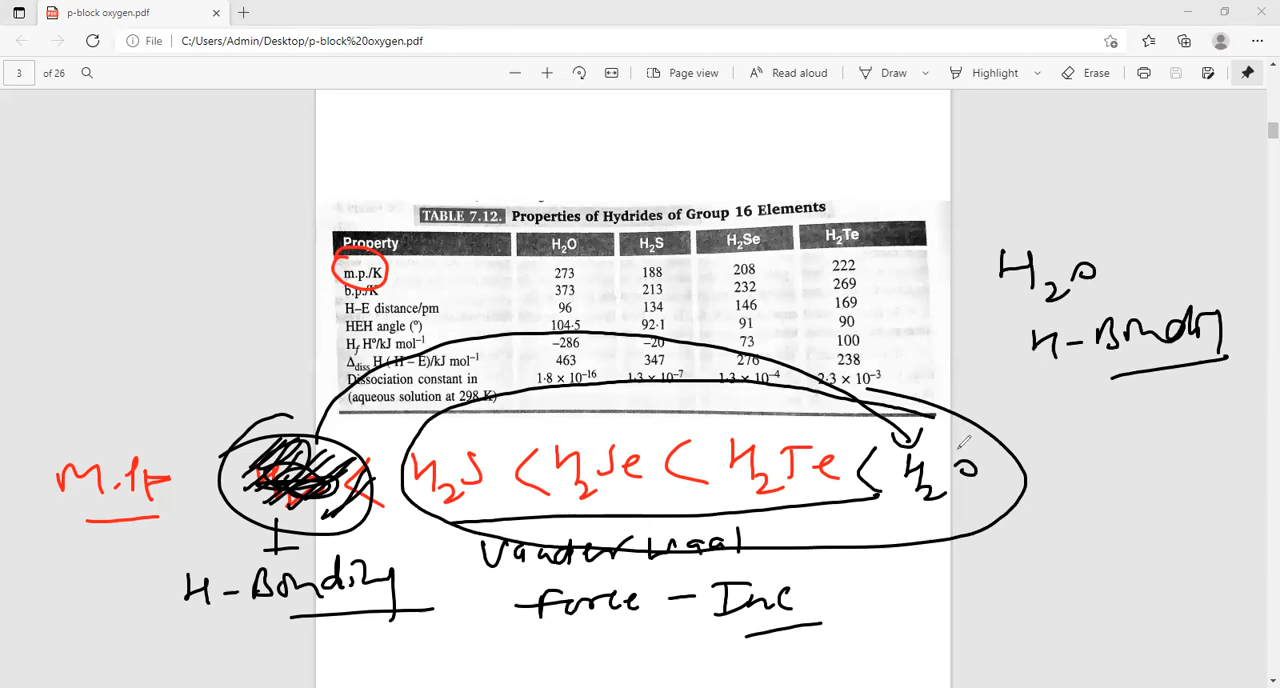 p-block oxygen.pdf
File C:/Users/Admin/Desktop/p-block%20oxygen.pdf
3 of 26 Page view Read aloud Draw Highlight Erase
TABLE 7.12. Properties of Hydrides of Group 16 Elements
Property H₂O H₂S H₂Se H₂Te
m.p./K 273 188 208 222
b.p./K 373 213 232 269
H–E distance/pm 96 134 146 169
HEH angle (°) 104·5 92·1 91 90
H_f H°/kJ mol⁻¹ –286 –20 73 100
Δ_diss H (H – E)/kJ mol⁻¹ 463 347 276 238
Dissociation constant in 1·8 × 10⁻¹⁶ 1·3 × 10⁻⁷ 1·3 × 10⁻⁴ 2·3 × 10⁻³
(aqueous solution at 298 K)
H₂O
H-Bonding
M.pt < H₂S < H₂Se < H₂Te < H₂O
H-Bonding
Vander Waal
force - Inc